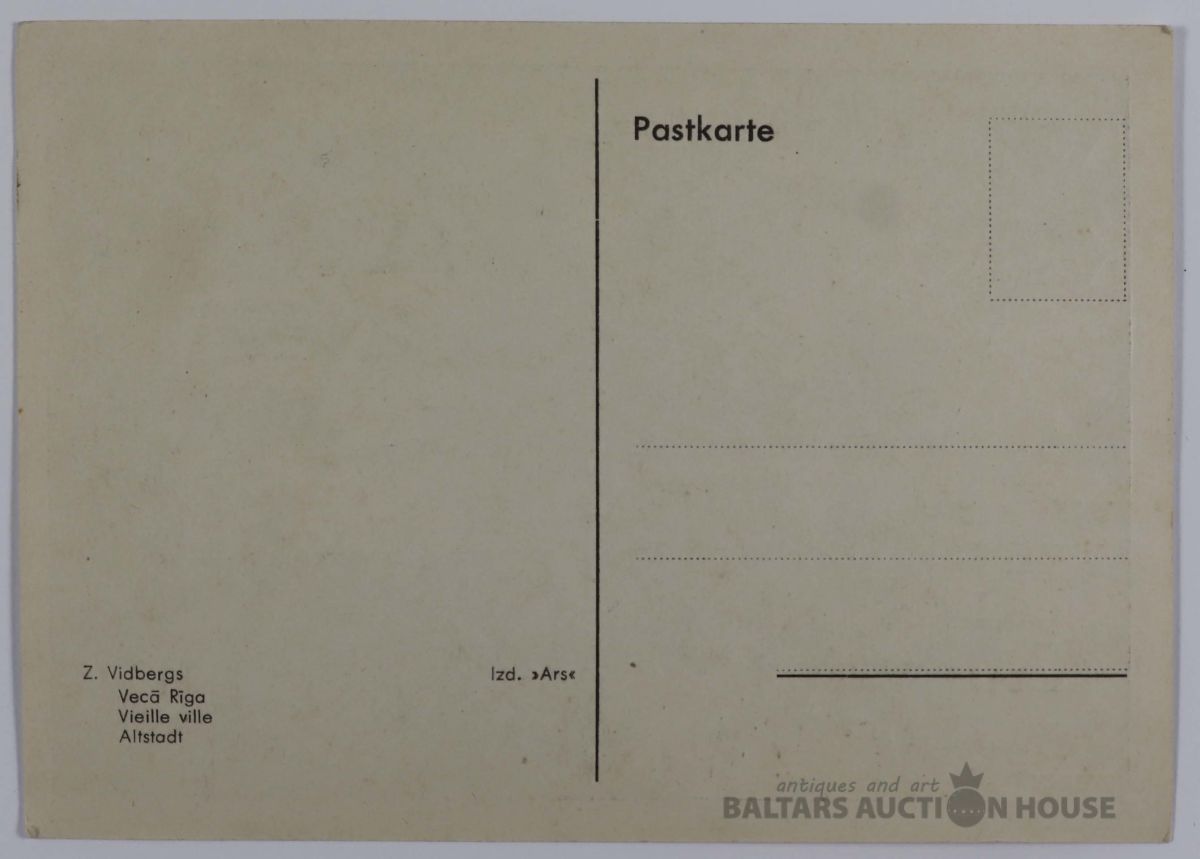 Pastkarte
Z. Vidbergs
Vecā Rīga
Vieille ville
Altstadt
Izd. »Ars«
antiques and art
BALTARS AUCTION HOUSE